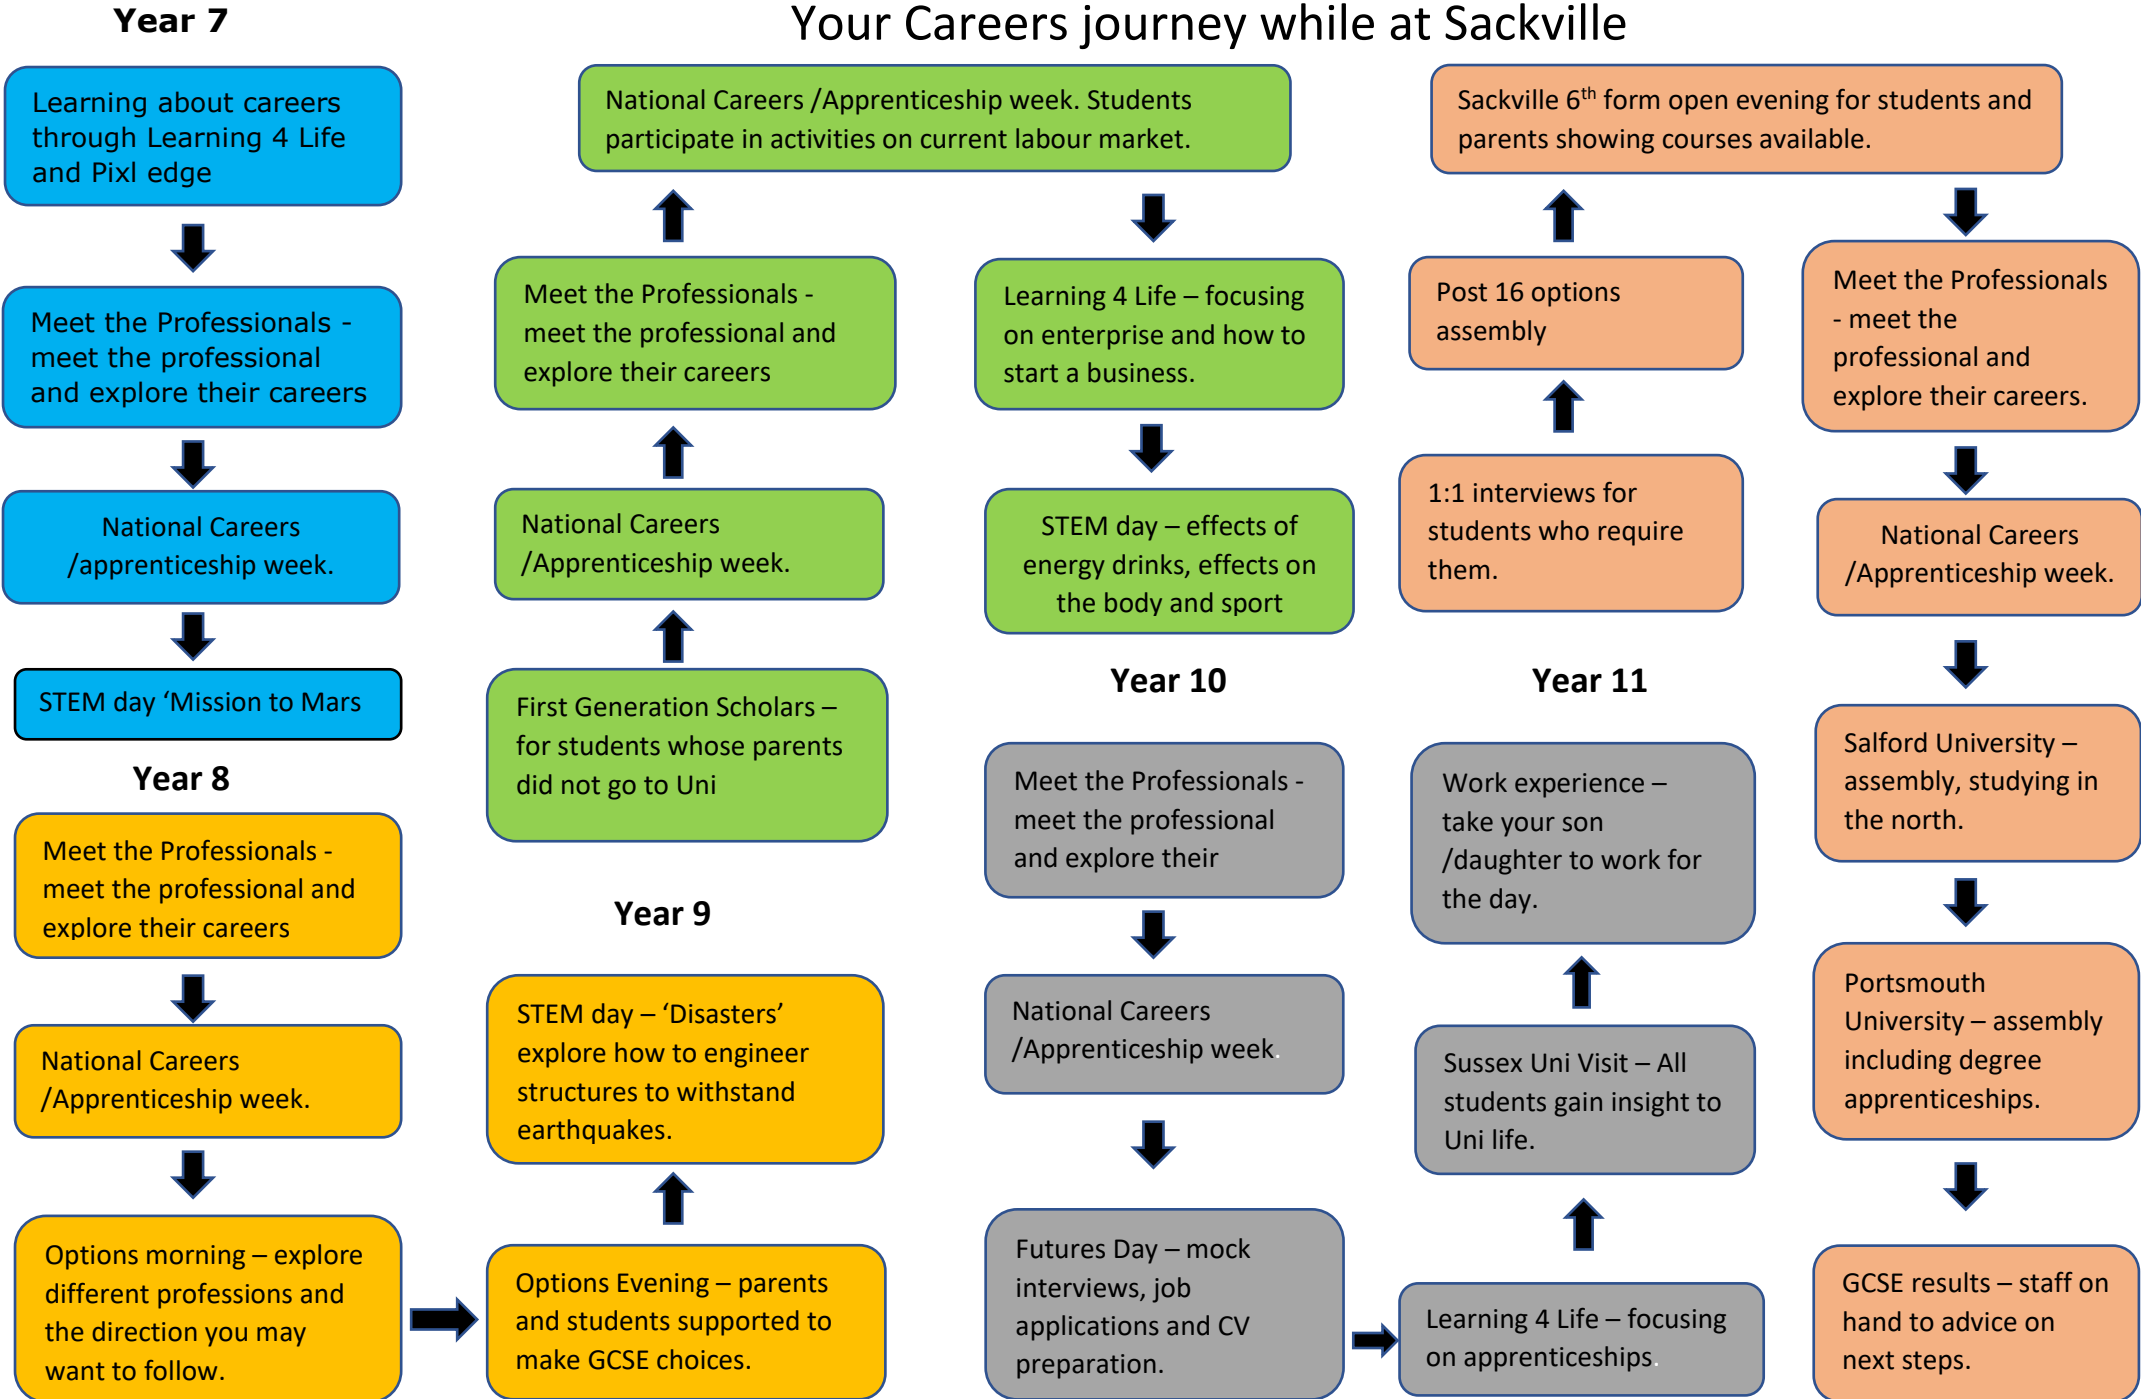 Your Careers journey while at Sackville
Year 7
Learning about careers
through Learning 4 Life
and Pixl edge
Meet the Professionals -
meet the professional
and explore their careers
National Careers
/apprenticeship week.
STEM day ‘Mission to Mars
Year 8
Meet the Professionals -
meet the professional and
explore their careers
National Careers
/Apprenticeship week.
Options morning – explore
different professions and
the direction you may
want to follow.
Options Evening – parents
and students supported to
make GCSE choices.
STEM day – ‘Disasters’
explore how to engineer
structures to withstand
earthquakes.
Year 9
First Generation Scholars –
for students whose parents
did not go to Uni
National Careers
/Apprenticeship week.
Meet the Professionals -
meet the professional and
explore their careers
National Careers /Apprenticeship week. Students
participate in activities on current labour market.
Learning 4 Life – focusing
on enterprise and how to
start a business.
STEM day – effects of
energy drinks, effects on
the body and sport
Year 10
Meet the Professionals -
meet the professional
and explore their
National Careers
/Apprenticeship week.
Futures Day – mock
interviews, job
applications and CV
preparation.
Learning 4 Life – focusing
on apprenticeships.
Sussex Uni Visit – All
students gain insight to
Uni life.
Work experience –
take your son
/daughter to work for
the day.
Year 11
1:1 interviews for
students who require
them.
Post 16 options
assembly
Sackville 6th form open evening for students and
parents showing courses available.
Meet the Professionals
- meet the
professional and
explore their careers.
National Careers
/Apprenticeship week.
Salford University –
assembly, studying in
the north.
Portsmouth
University – assembly
including degree
apprenticeships.
GCSE results – staff on
hand to advice on
next steps.